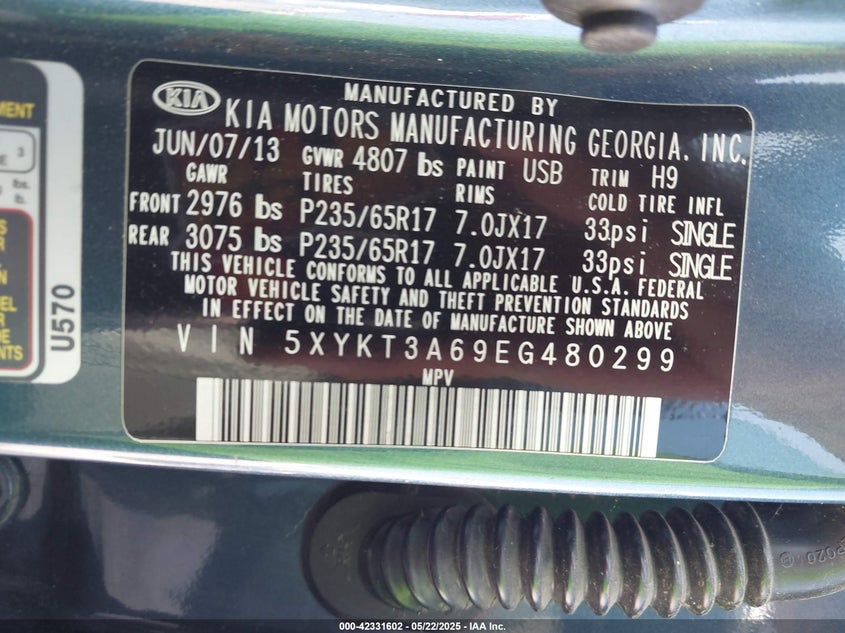 KIA
MANUFACTURED BY
KIA MOTORS MANUFACTURING GEORGIA, INC.
JUN/07/13 GVWR 4807 lbs PAINT USB TRIM H9
GAWR TIRES RIMS COLD TIRE INFL
FRONT 2976 lbs P235/65R17 7.0JX17 33psi SINGLE
REAR 3075 lbs P235/65R17 7.0JX17 33psi SINGLE
THIS VEHICLE CONFORMS TO ALL APPLICABLE U.S.A. FEDERAL
MOTOR VEHICLE SAFETY AND THEFT PREVENTION STANDARDS
IN EFFECT ON THE DATE OF MANUFACTURE SHOWN ABOVE
VIN 5XYKT3A69EG480299
MPV
U570
3
lbs.
000-42331602 - 05/22/2025 - IAA Inc.